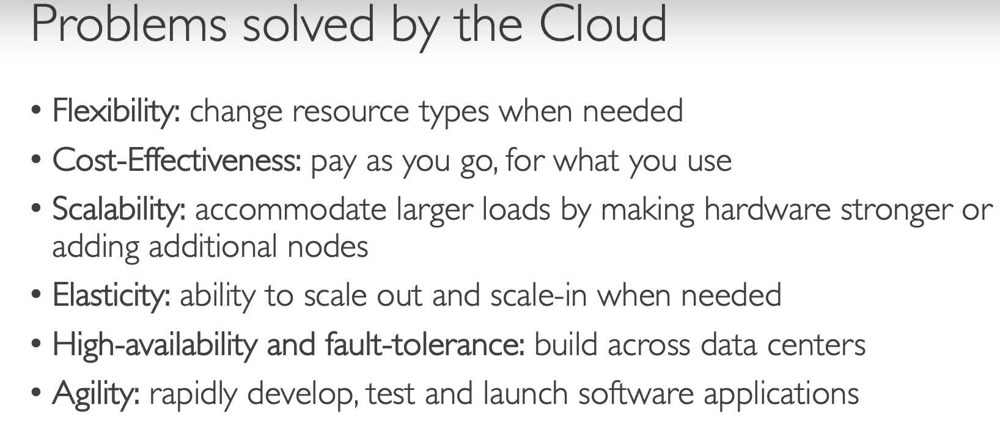 Problems solved by the Cloud
• Flexibility: change resource types when needed
• Cost-Effectiveness: pay as you go, for what you use
• Scalability: accommodate larger loads by making hardware stronger or
adding additional nodes
• Elasticity: ability to scale out and scale-in when needed
• High-availability and fault-tolerance: build across data centers
• Agility: rapidly develop, test and launch software applications